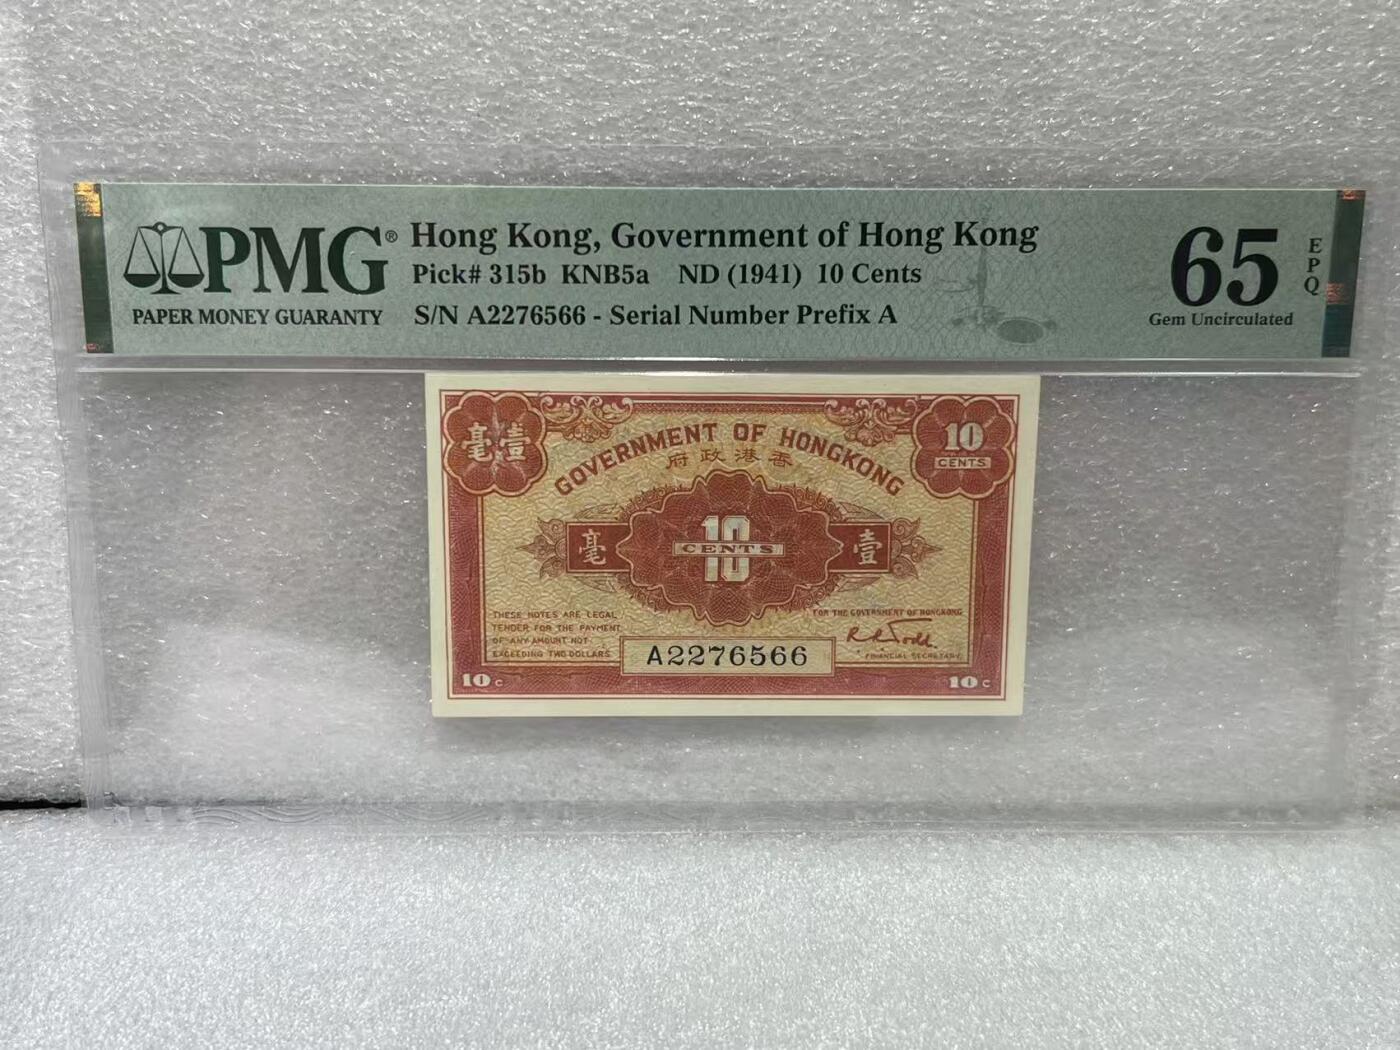 PMG®
PAPER MONEY GUARANTY
Hong Kong, Government of Hong Kong
Pick# 315b KNB5a ND (1941) 10 Cents
S/N A2276566 - Serial Number Prefix A
65 EPQ
Gem Uncirculated
毫壹
GOVERNMENT OF HONGKONG
府政港香
10
CENTS
毫
10
CENTS
壹
THESE NOTES ARE LEGAL
TENDER FOR THE PAYMENT
OF ANY AMOUNT NOT
EXCEEDING TWO DOLLARS.
A2276566
FOR THE GOVERNMENT OF HONGKONG
R R Todd.
FINANCIAL SECRETARY.
10 C
10 C